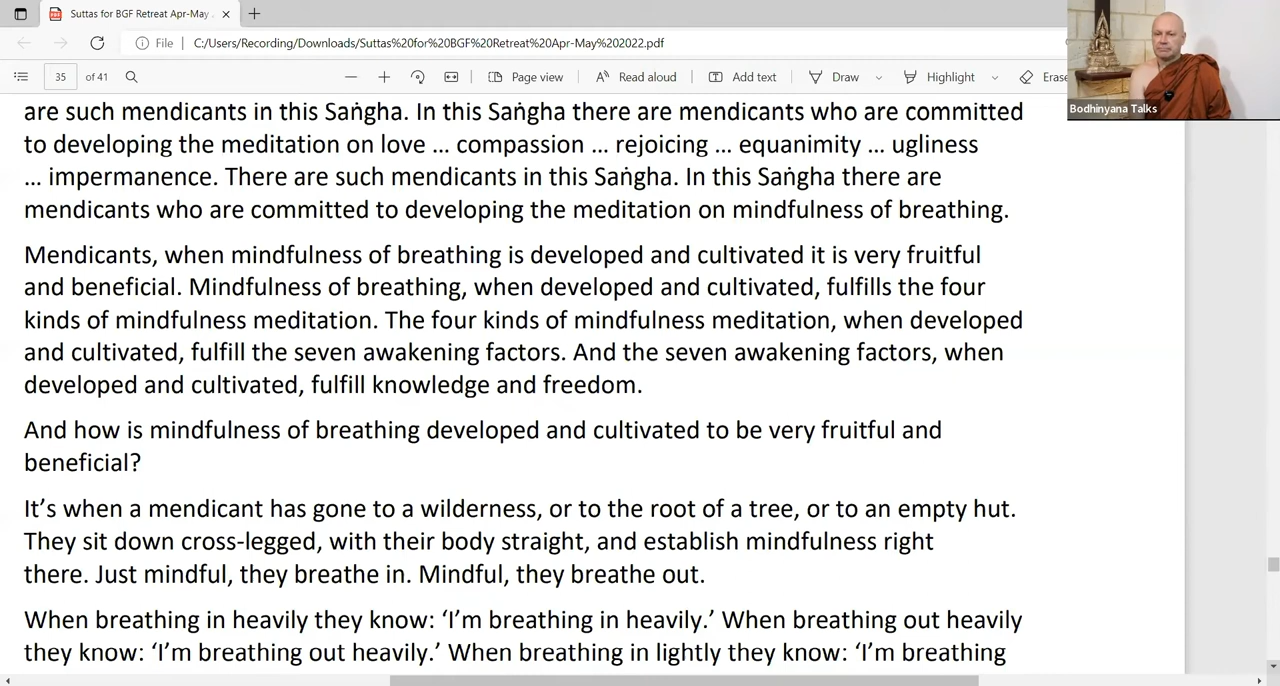 Suttas for BGF Retreat Apr-May
File C:/Users/Recording/Downloads/Suttas%20for%20BGF%20Retreat%20Apr-May%202022.pdf
35 of 41 Page view Read aloud Add text Draw Highlight Erase
Bodhinyana Talks
are such mendicants in this Saṅgha. In this Saṅgha there are mendicants who are committed
to developing the meditation on love … compassion … rejoicing … equanimity … ugliness
… impermanence. There are such mendicants in this Saṅgha. In this Saṅgha there are
mendicants who are committed to developing the meditation on mindfulness of breathing.
Mendicants, when mindfulness of breathing is developed and cultivated it is very fruitful
and beneficial. Mindfulness of breathing, when developed and cultivated, fulfills the four
kinds of mindfulness meditation. The four kinds of mindfulness meditation, when developed
and cultivated, fulfill the seven awakening factors. And the seven awakening factors, when
developed and cultivated, fulfill knowledge and freedom.
And how is mindfulness of breathing developed and cultivated to be very fruitful and
beneficial?
It’s when a mendicant has gone to a wilderness, or to the root of a tree, or to an empty hut.
They sit down cross-legged, with their body straight, and establish mindfulness right
there. Just mindful, they breathe in. Mindful, they breathe out.
When breathing in heavily they know: ‘I’m breathing in heavily.’ When breathing out heavily
they know: ‘I’m breathing out heavily.’ When breathing in lightly they know: ‘I’m breathing